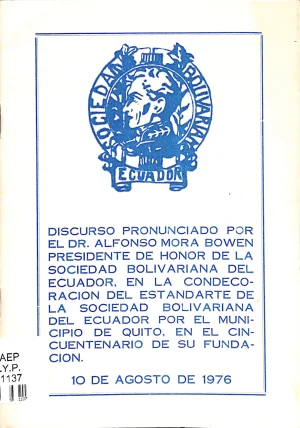 SOCIEDAD BOLIVARIANA
ECUADOR
DISCURSO PRONUNCIADO POR
EL DR. ALFONSO MORA BOWEN
PRESIDENTE DE HONOR DE LA
SOCIEDAD BOLIVARIANA DEL
ECUADOR, EN LA CONDECO-
RACION DEL ESTANDARTE DE
LA SOCIEDAD BOLIVARIANA
DEL ECUADOR POR EL MUNI-
CIPIO DE QUITO, EN EL CIN-
CUENTENARIO DE SU FUNDA-
CION.
10 DE AGOSTO DE 1976
AEP
.Y.P.
1137